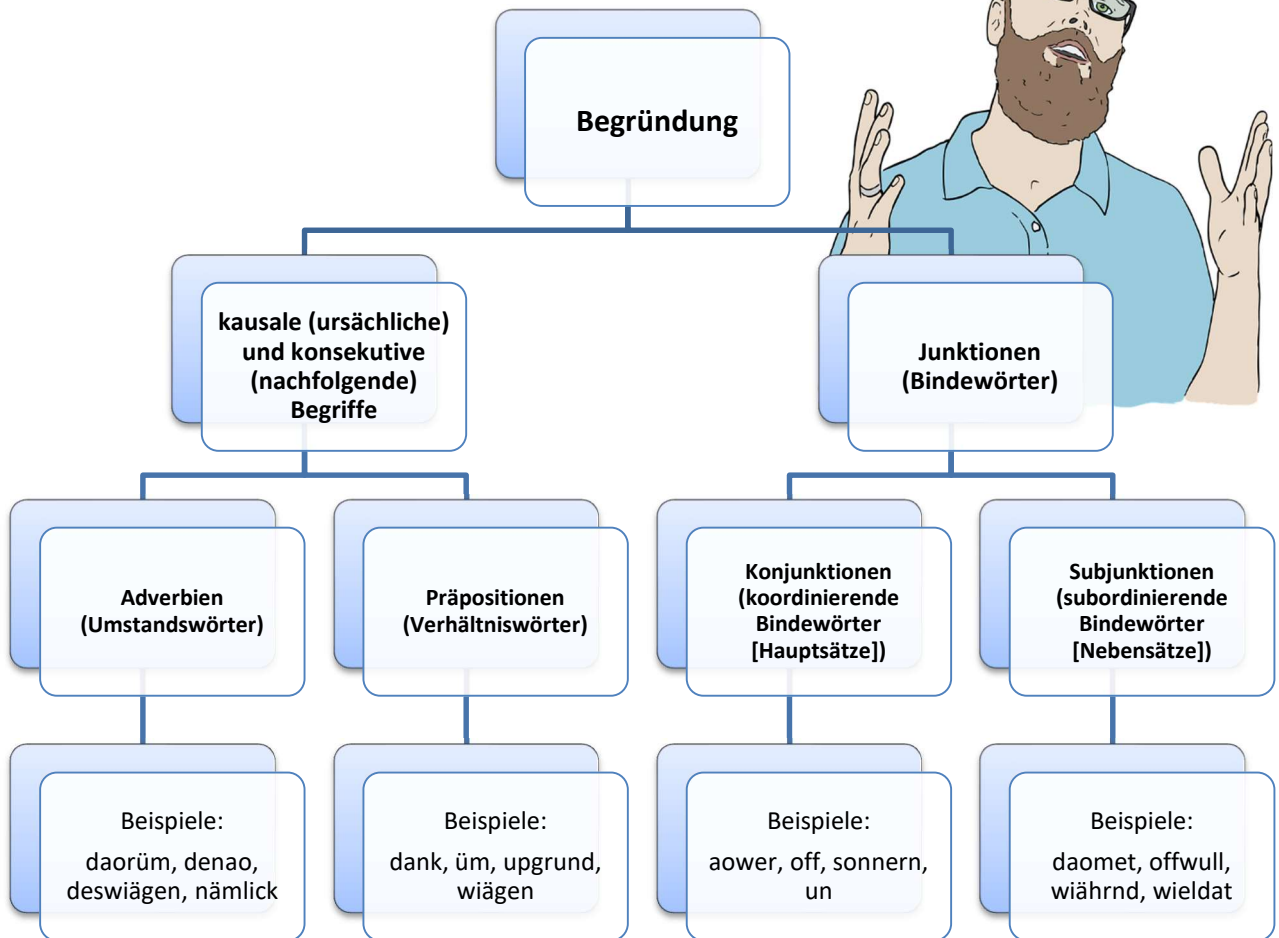 Begründung
kausale (ursächliche)
und konsekutive
(nachfolgende)
Begriffe
Junktionen
(Bindewörter)
Adverbien
(Umstandswörter)
Präpositionen
(Verhältniswörter)
Konjunktionen
(koordinierende
Bindewörter
[Hauptsätze])
Subjunktionen
(subordinierende
Bindewörter
[Nebensätze])
Beispiele:
daorüm, denao,
deswiägen, nämlick
Beispiele:
dank, üm, upgrund,
wiägen
Beispiele:
aower, off, sonnern,
un
Beispiele:
daomet, offwull,
wiährnd, wieldat